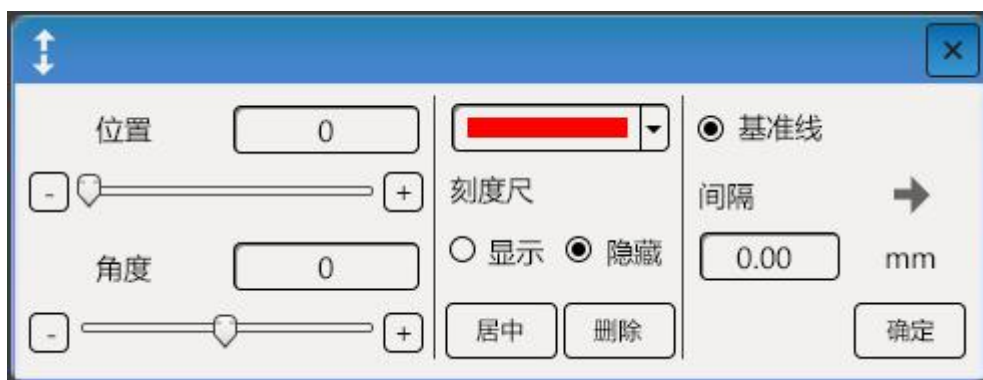 位置 0
- +
角度 0
- +
刻度尺
显示 隐藏
居中 删除
基准线
间隔
0.00 mm
确定